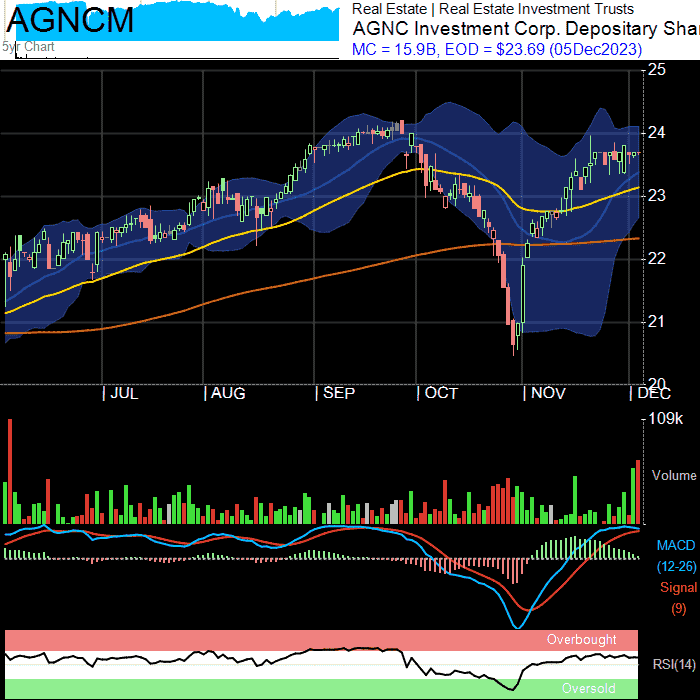 AGNCM
5yr Chart
Real Estate | Real Estate Investment Trusts
AGNC Investment Corp. Depositary Shar
MC = 15.9B, EOD = $23.69 (05Dec2023)
25
24
23
22
21
20
JUL
AUG
SEP
OCT
NOV
DEC
109k
Volume
MACD
(12-26)
Signal
(9)
Overbought
RSI(14)
Oversold